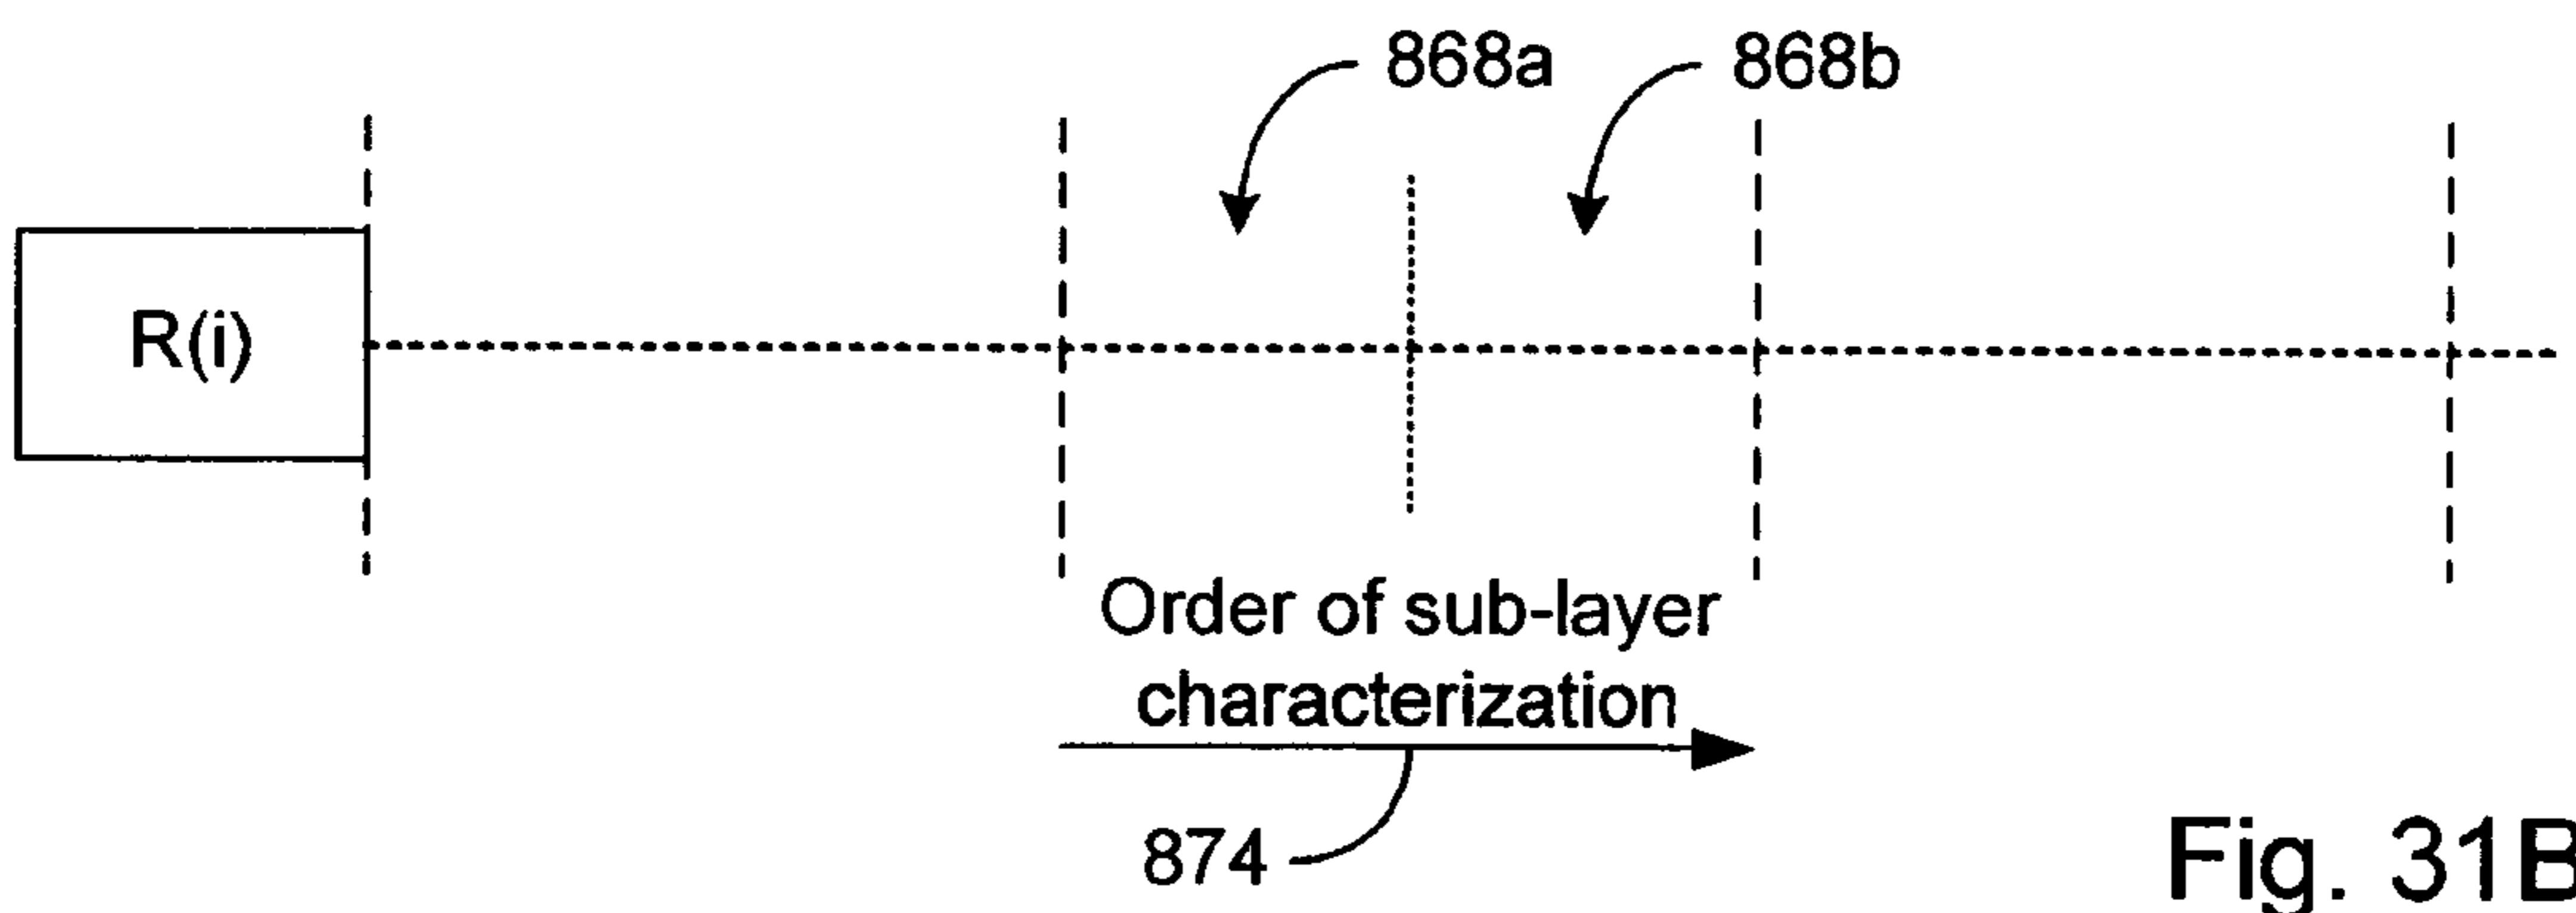 868a 868b
R(i)
Order of sub-layer
characterization
874
Fig. 31B